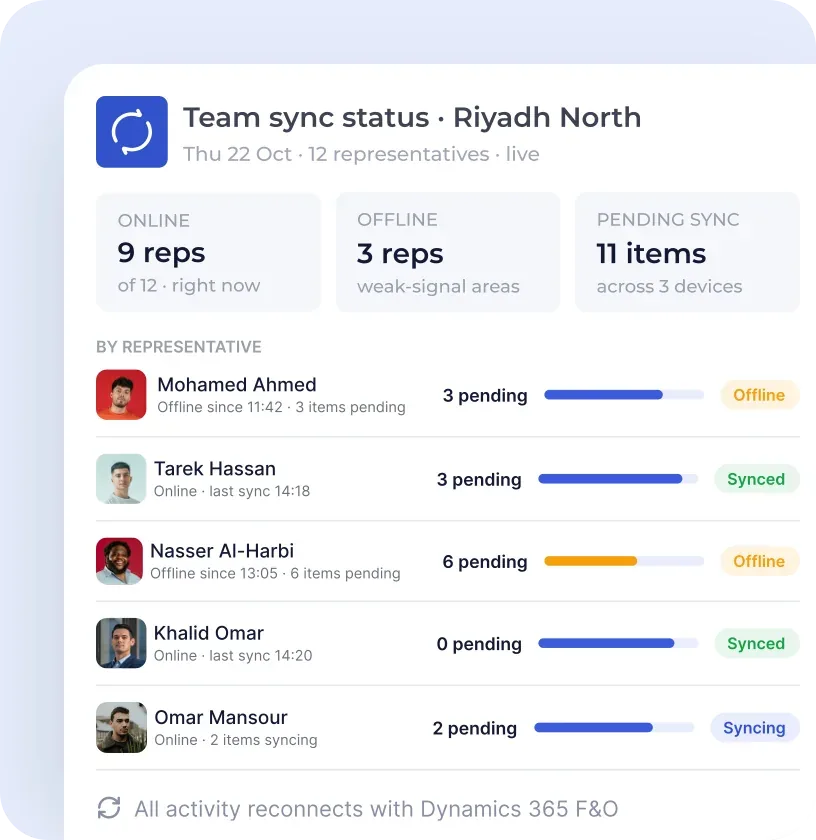 Team sync status · Riyadh North
Thu 22 Oct · 12 representatives · live
ONLINE
9 reps
of 12 · right now
OFFLINE
3 reps
weak-signal areas
PENDING SYNC
11 items
across 3 devices
BY REPRESENTATIVE
Mohamed Ahmed
Offline since 11:42 · 3 items pending
3 pending
Offline
Tarek Hassan
Online · last sync 14:18
3 pending
Synced
Nasser Al-Harbi
Offline since 13:05 · 6 items pending
6 pending
Offline
Khalid Omar
Online · last sync 14:20
0 pending
Synced
Omar Mansour
Online · 2 items syncing
2 pending
Syncing
All activity reconnects with Dynamics 365 F&O